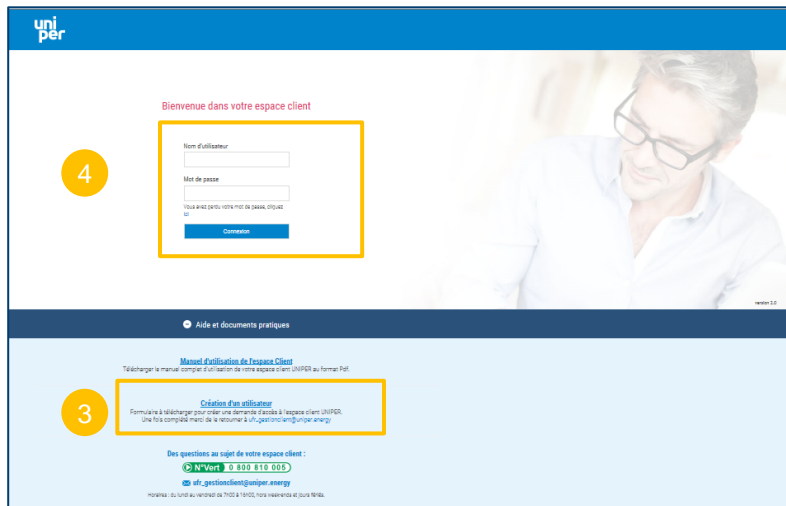 uni
per
Bienvenue dans votre espace client
4
Nom d'utilisateur
Mot de passe
Vous avez perdu votre mot de passe, cliquez
ici
Connexion
version 2.0
Aide et documents pratiques
Manuel d'utilisation de l'espace Client
Télécharger le manuel complet d'utilisation de votre espace client UNIPER au format Pdf.
3
Création d'un utilisateur
Formulaire à télécharger pour créer une demande d'accès à l'espace client UNIPER.
Une fois complété merci de le retourner à ufr_gestionclient@uniper.energy
Des questions au sujet de votre espace client :
N°Vert 0 800 810 005
ufr_gestionclient@uniper.energy
Horaires : du lundi au vendredi de 7h00 à 16h00, hors week-ends et jours fériés.